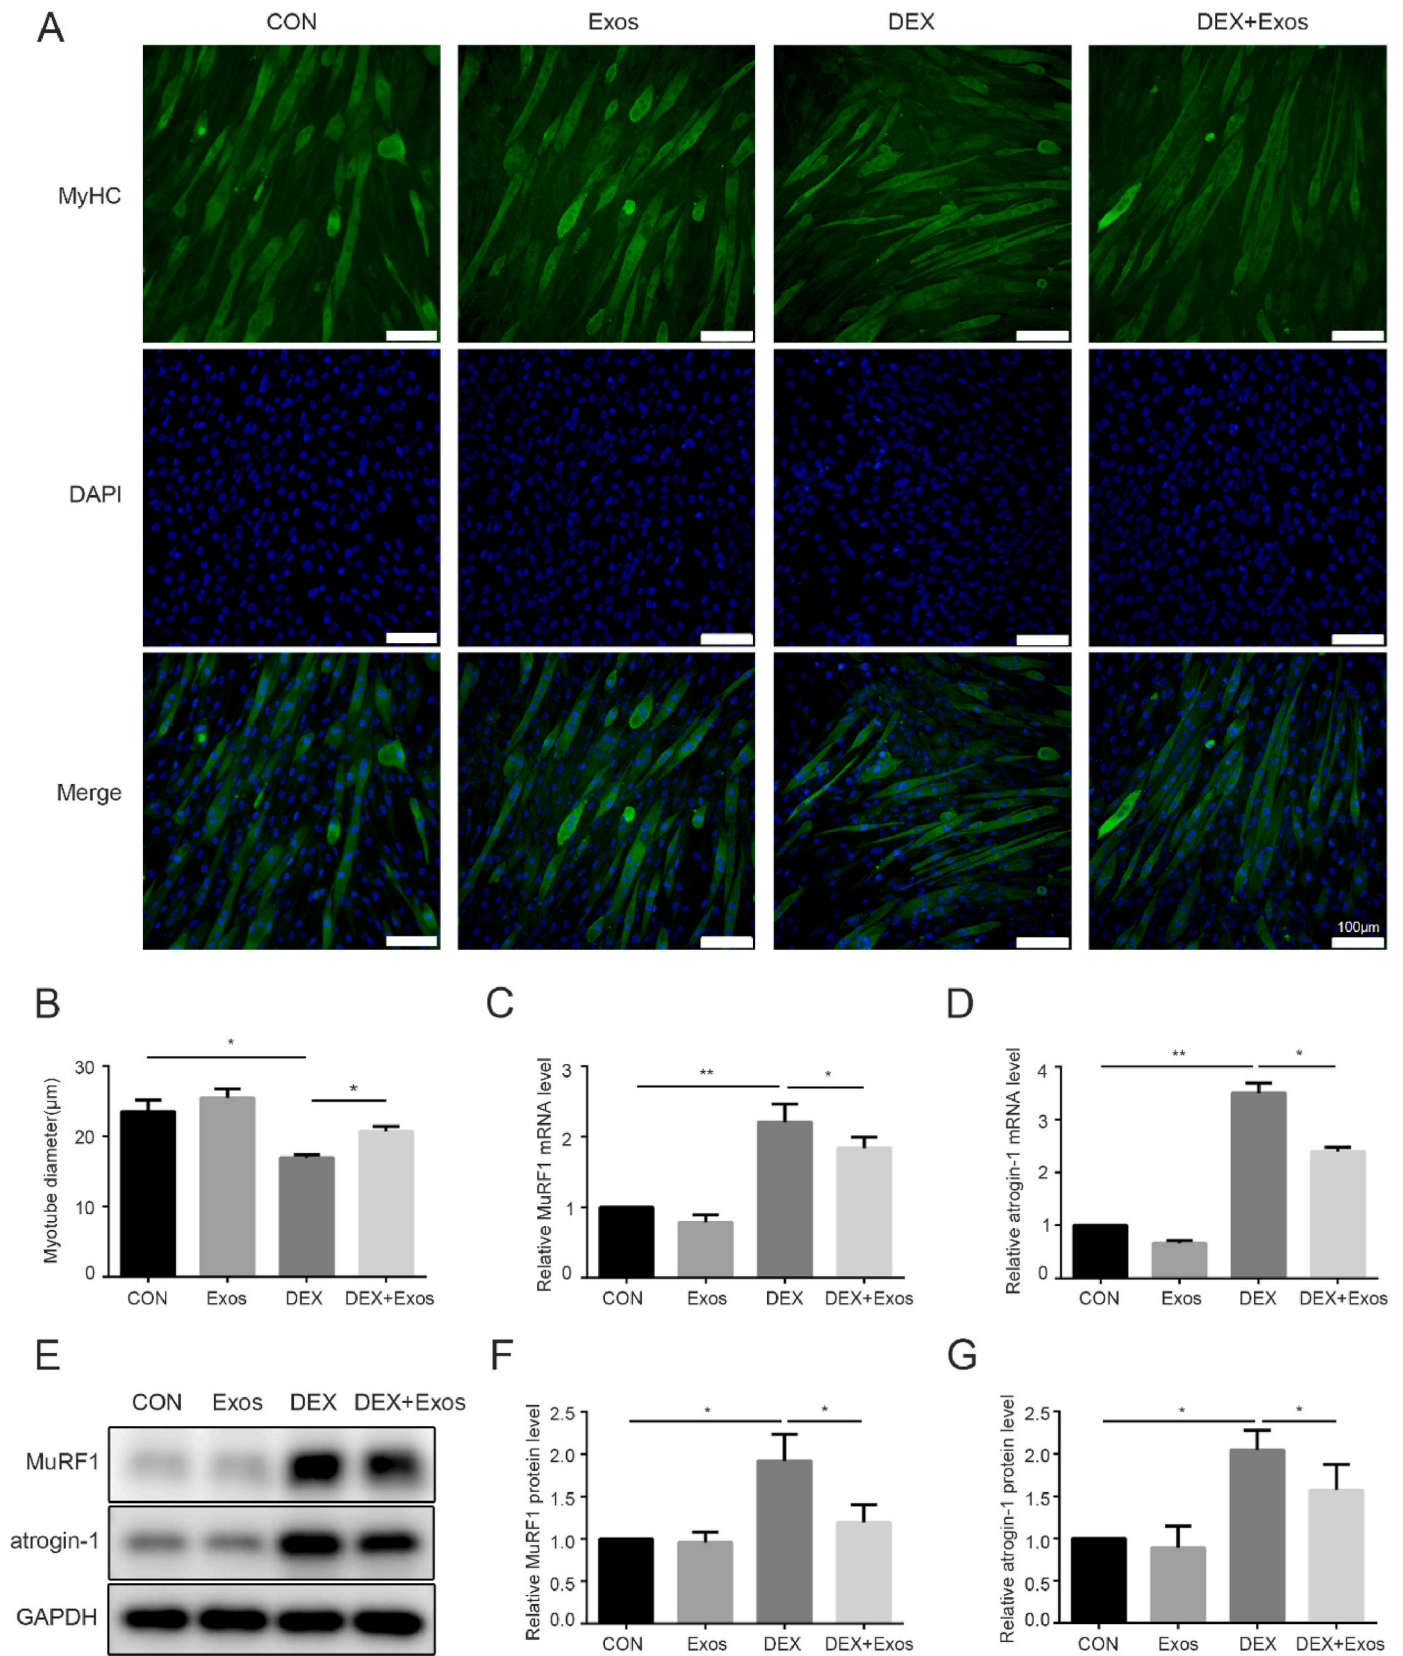 A
CON Exos DEX DEX+Exos
MyHC
DAPI
Merge
100μm
B
Myotube diameter(μm)
30
20
10
0
*
*
CON Exos DEX DEX+Exos
C
Relative MuRF1 mRNA level
3
2
1
0
**
*
CON Exos DEX DEX+Exos
D
Relative atrogin-1 mRNA level
4
3
2
1
0
**
*
CON Exos DEX DEX+Exos
E
CON Exos DEX DEX+Exos
MuRF1
atrogin-1
GAPDH
F
Relative MuRF1 protein level
2.5
2.0
1.5
1.0
0.5
0.0
*
*
CON Exos DEX DEX+Exos
G
Relative atrogin-1 protein level
2.5
2.0
1.5
1.0
0.5
0.0
*
*
CON Exos DEX DEX+Exos